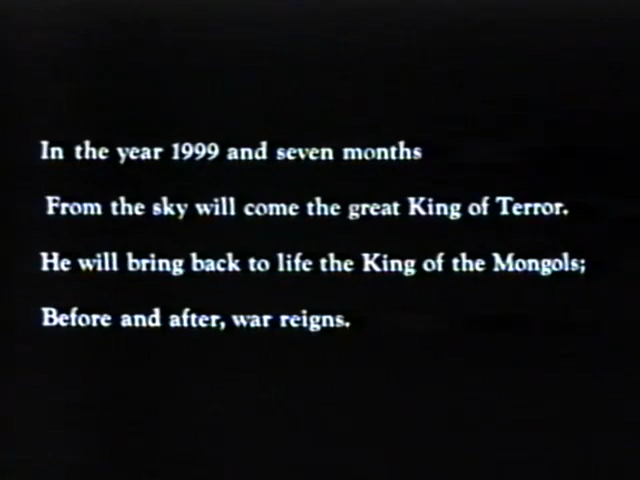 In the year 1999 and seven months
From the sky will come the great King of Terror.
He will bring back to life the King of the Mongols;
Before and after, war reigns.